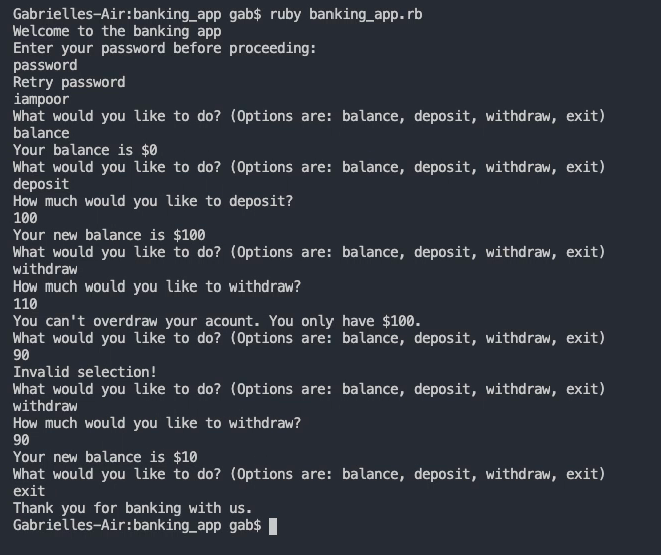 Gabrielles-Air:banking_app gab$ ruby banking_app.rb
Welcome to the banking app
Enter your password before proceeding:
password
Retry password
iampoor
What would you like to do? (Options are: balance, deposit, withdraw, exit)
balance
Your balance is $0
What would you like to do? (Options are: balance, deposit, withdraw, exit)
deposit
How much would you like to deposit?
100
Your new balance is $100
What would you like to do? (Options are: balance, deposit, withdraw, exit)
withdraw
How much would you like to withdraw?
110
You can't overdraw your acount. You only have $100.
What would you like to do? (Options are: balance, deposit, withdraw, exit)
90
Invalid selection!
What would you like to do? (Options are: balance, deposit, withdraw, exit)
withdraw
How much would you like to withdraw?
90
Your new balance is $10
What would you like to do? (Options are: balance, deposit, withdraw, exit)
exit
Thank you for banking with us.
Gabrielles-Air:banking_app gab$